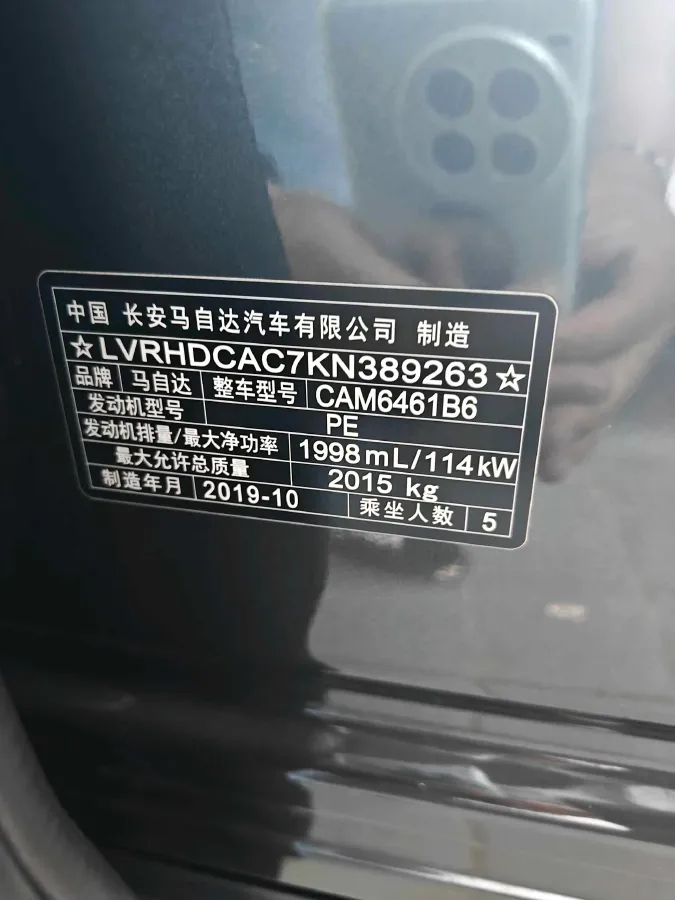 中国 长安马自达汽车有限公司 制造
☆LVRHDCAC7KN389263☆
品牌 马自达 整车型号 CAM6461B6
发动机型号 PE
发动机排量/最大净功率 1998mL/114kW
最大允许总质量 2015 kg
制造年月 2019-10 乘坐人数 5